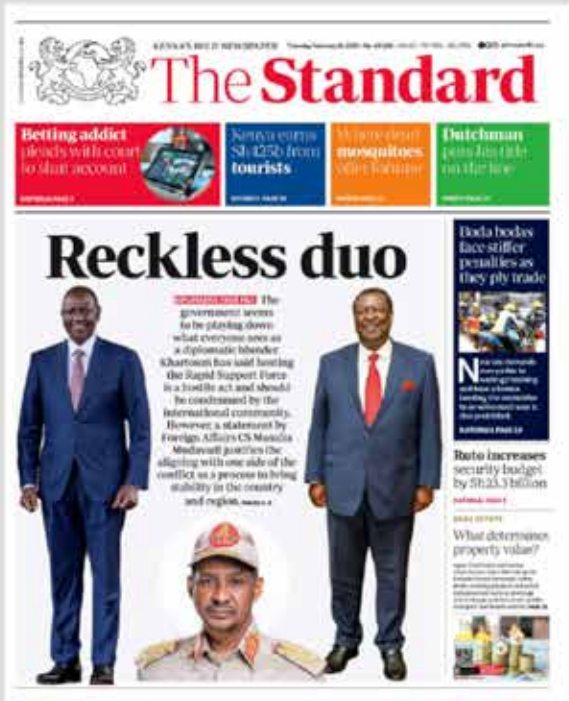 KENYA'S BOLD NEWSPAPER
The Standard
Betting addict
pleads with court
to shut account
Kenya earns
Sh425b from
tourists
Where dead
mosquitoes
offer fortune
Dutchman
puts his title
on the line
Reckless duo
The
government seems
to be playing down
what everyone sees as
a diplomatic blunder
Khartoum has said hosting
the Rapid Support Force
is a hostile act and should
be condemned by the
international community.
However, a statement by
Foreign Affairs CS Musalia
Mudavadi justifies the
aligning with one side of the
conflict as a process to bring
stability in the country
and region.
Boda bodas
face stiffer
penalties as
they ply trade
Ruto increases
security budget
by Sh23.3 billion
REAL ESTATE
What determines
property value?